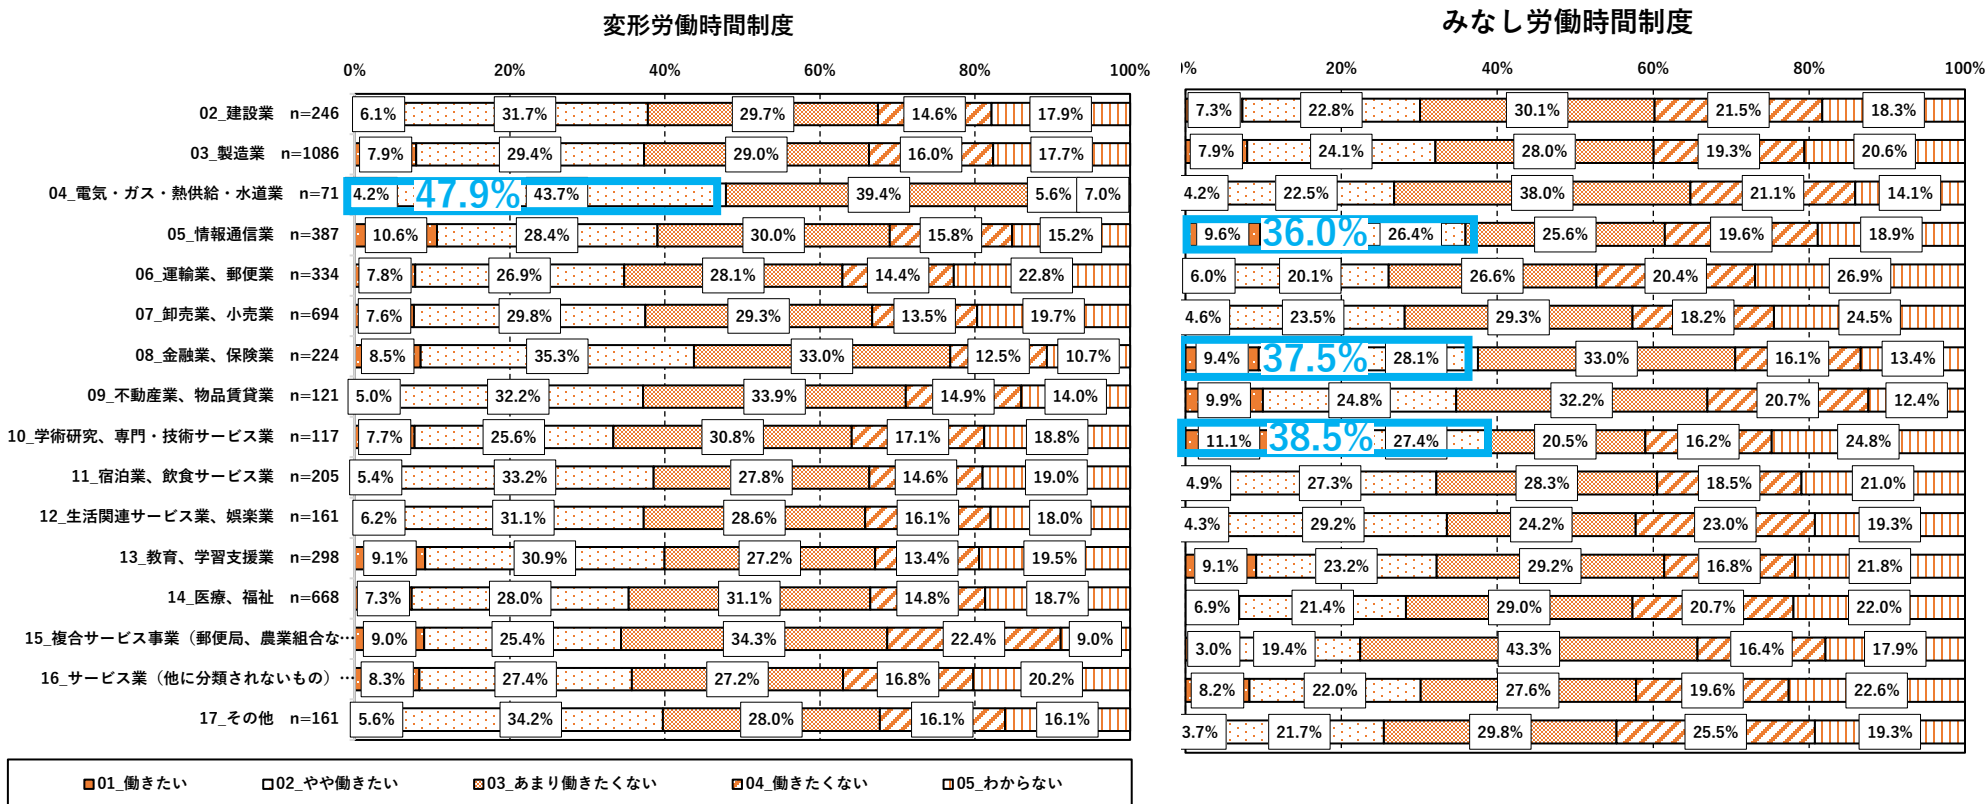 変形労働時間制度
みなし労働時間制度
0% 20% 40% 60% 80% 100%
0% 20% 40% 60% 80% 100%
02_建設業 n=246 6.1% 31.7% 29.7% 14.6% 17.9% 7.3% 22.8% 30.1% 21.5% 18.3%
03_製造業 n=1086 7.9% 29.4% 29.0% 16.0% 17.7% 7.9% 24.1% 28.0% 19.3% 20.6%
04_電気・ガス・熱供給・水道業 n=71 4.2% 47.9% 43.7% 39.4% 5.6% 7.0% 4.2% 22.5% 38.0% 21.1% 14.1%
05_情報通信業 n=387 10.6% 28.4% 30.0% 15.8% 15.2% 9.6% 36.0% 26.4% 25.6% 19.6% 18.9%
06_運輸業、郵便業 n=334 7.8% 26.9% 28.1% 14.4% 22.8% 6.0% 20.1% 26.6% 20.4% 26.9%
07_卸売業、小売業 n=694 7.6% 29.8% 29.3% 13.5% 19.7% 4.6% 23.5% 29.3% 18.2% 24.5%
08_金融業、保険業 n=224 8.5% 35.3% 33.0% 12.5% 10.7% 9.4% 37.5% 28.1% 33.0% 16.1% 13.4%
09_不動産業、物品賃貸業 n=121 5.0% 32.2% 33.9% 14.9% 14.0% 9.9% 24.8% 32.2% 20.7% 12.4%
10_学術研究、専門・技術サービス業 n=117 7.7% 25.6% 30.8% 17.1% 18.8% 11.1% 38.5% 27.4% 20.5% 16.2% 24.8%
11_宿泊業、飲食サービス業 n=205 5.4% 33.2% 27.8% 14.6% 19.0% 4.9% 27.3% 28.3% 18.5% 21.0%
12_生活関連サービス業、娯楽業 n=161 6.2% 31.1% 28.6% 16.1% 18.0% 4.3% 29.2% 24.2% 23.0% 19.3%
13_教育、学習支援業 n=298 9.1% 30.9% 27.2% 13.4% 19.5% 9.1% 23.2% 29.2% 16.8% 21.8%
14_医療、福祉 n=668 7.3% 28.0% 31.1% 14.8% 18.7% 6.9% 21.4% 29.0% 20.7% 22.0%
15_複合サービス事業（郵便局、農業組合な… 9.0% 25.4% 34.3% 22.4% 9.0% 3.0% 19.4% 43.3% 16.4% 17.9%
16_サービス業（他に分類されないもの）… 8.3% 27.4% 27.2% 16.8% 20.2% 8.2% 22.0% 27.6% 19.6% 22.6%
17_その他 n=161 5.6% 34.2% 28.0% 16.1% 16.1% 3.7% 21.7% 29.8% 25.5% 19.3%
01_働きたい 02_やや働きたい 03_あまり働きたくない 04_働きたくない 05_わからない